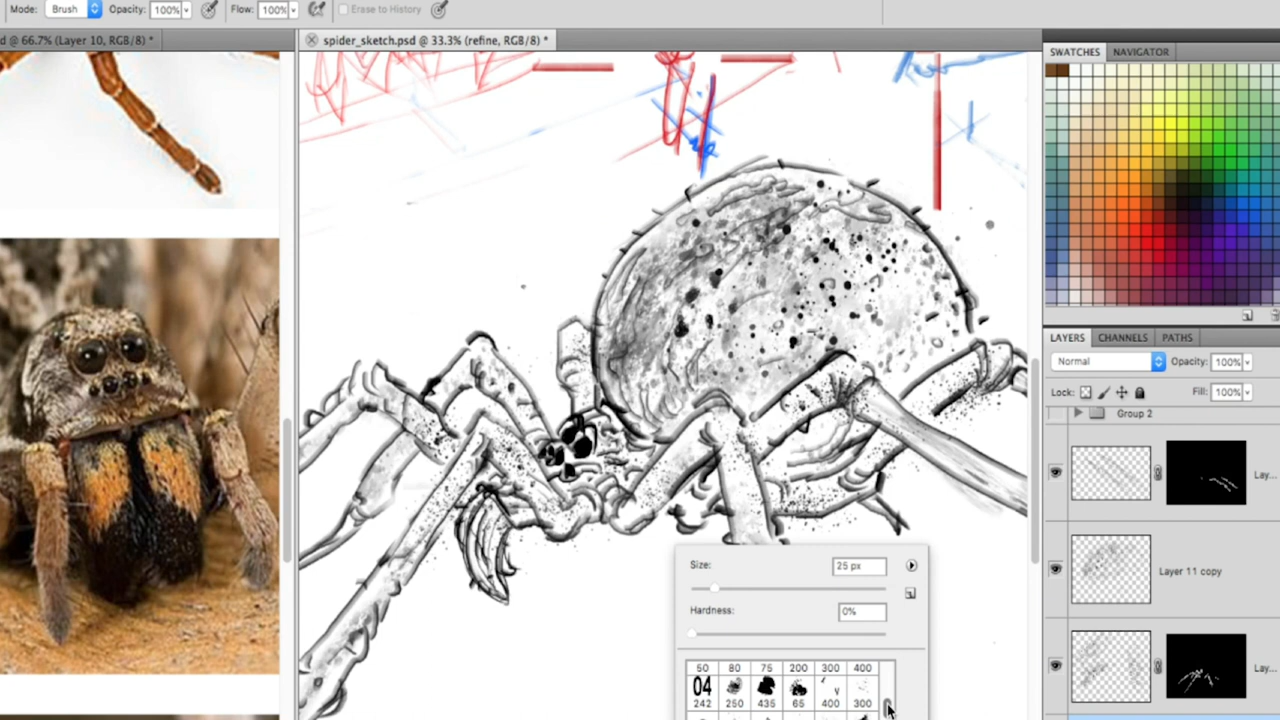 Mode: Brush Opacity: 100% Flow: 100% Erase to History
d @ 66.7% (Layer 10, RGB/8) *
spider_sketch.psd @ 33.3% (refine, RGB/8) *
SWATCHES NAVIGATOR
LAYERS CHANNELS PATHS
Normal Opacity: 100%
Lock: Fill: 100%
Group 2
Lay...
Layer 11 copy
Lay...
Size: 25 px
Hardness: 0%
50 80 75 200 300 400
04
242 250 435 65 400 300